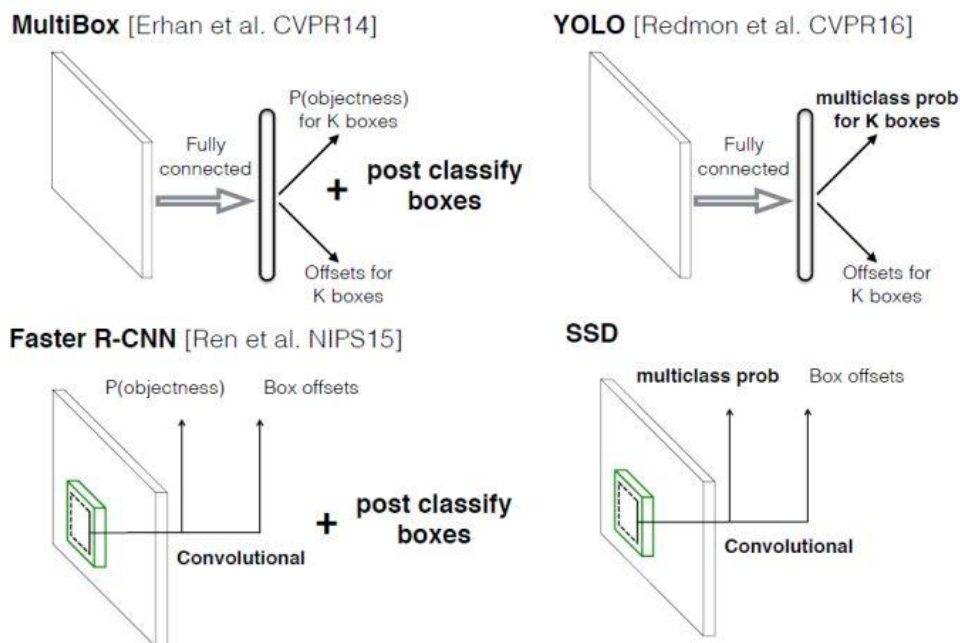 MultiBox [Erhan et al. CVPR14]
P(objectness)
for K boxes
Fully
connected
+ post classify
boxes
Offsets for
K boxes
YOLO [Redmon et al. CVPR16]
multiclass prob
for K boxes
Fully
connected
Offsets for
K boxes
Faster R-CNN [Ren et al. NIPS15]
P(objectness) Box offsets
+ post classify
boxes
Convolutional
SSD
multiclass prob Box offsets
Convolutional